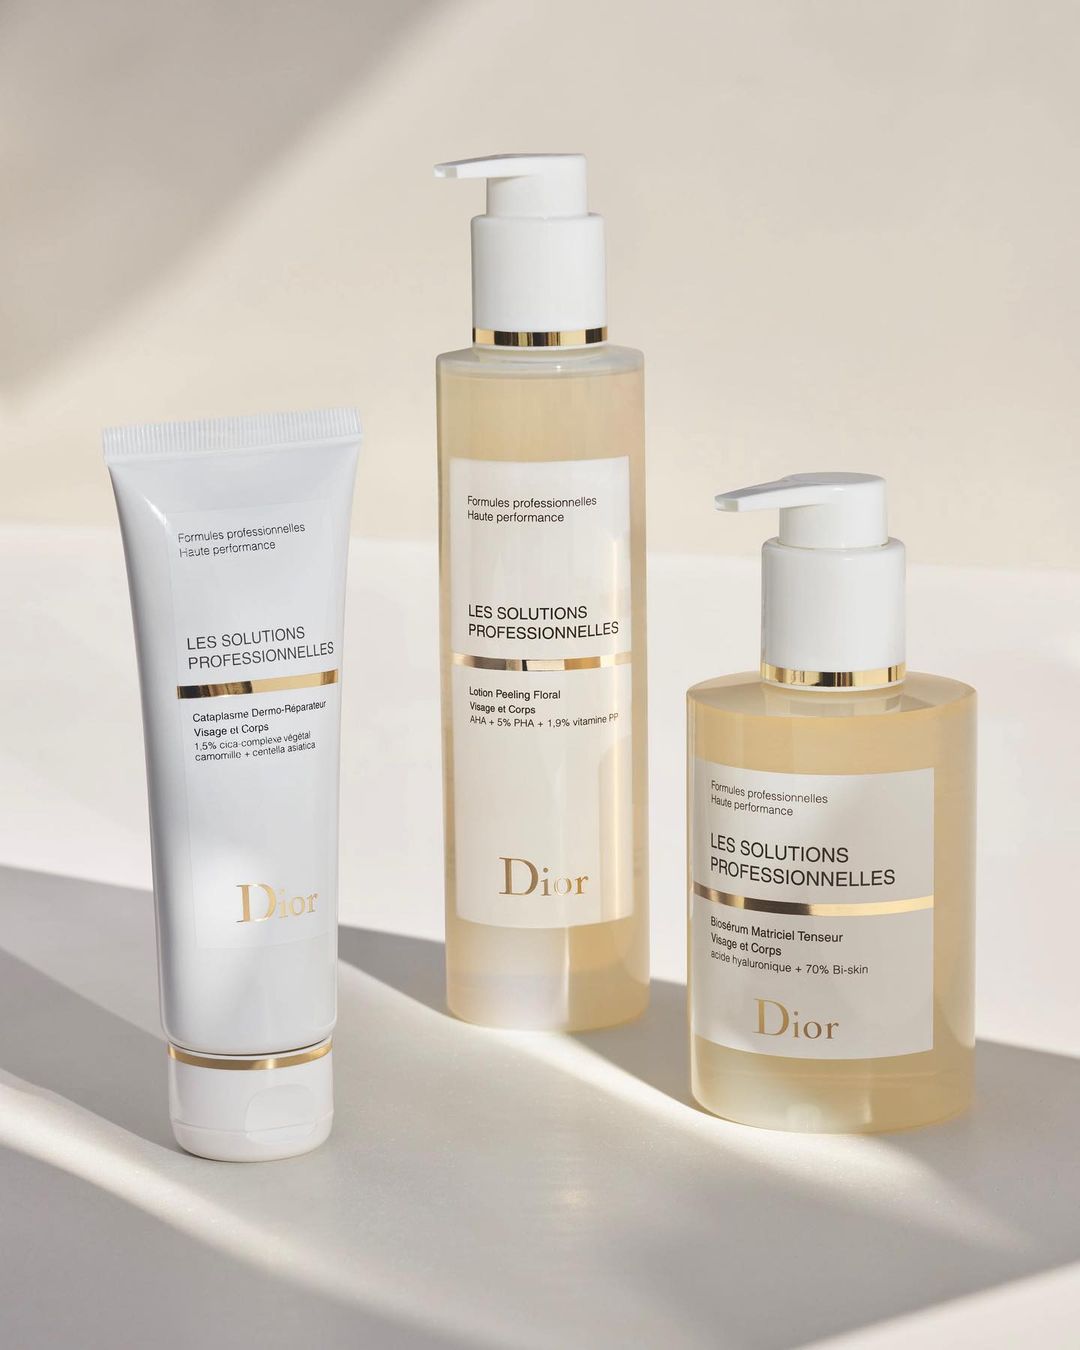 Formules professionnelles
Haute performance
LES SOLUTIONS
PROFESSIONNELLES
Cataplasme Dermo-Réparateur
Visage et Corps
1,5% cica-complexe végétal
camomille + centella asiatica
Dior
Formules professionnelles
Haute performance
LES SOLUTIONS
PROFESSIONNELLES
Lotion Peeling Floral
Visage et Corps
AHA + 5% PHA + 1,9% vitamine PP
Dior
Formules professionnelles
Haute performance
LES SOLUTIONS
PROFESSIONNELLES
Biosérum Matriciel Tenseur
Visage et Corps
acide hyaluronique + 70% Bi-skin
Dior